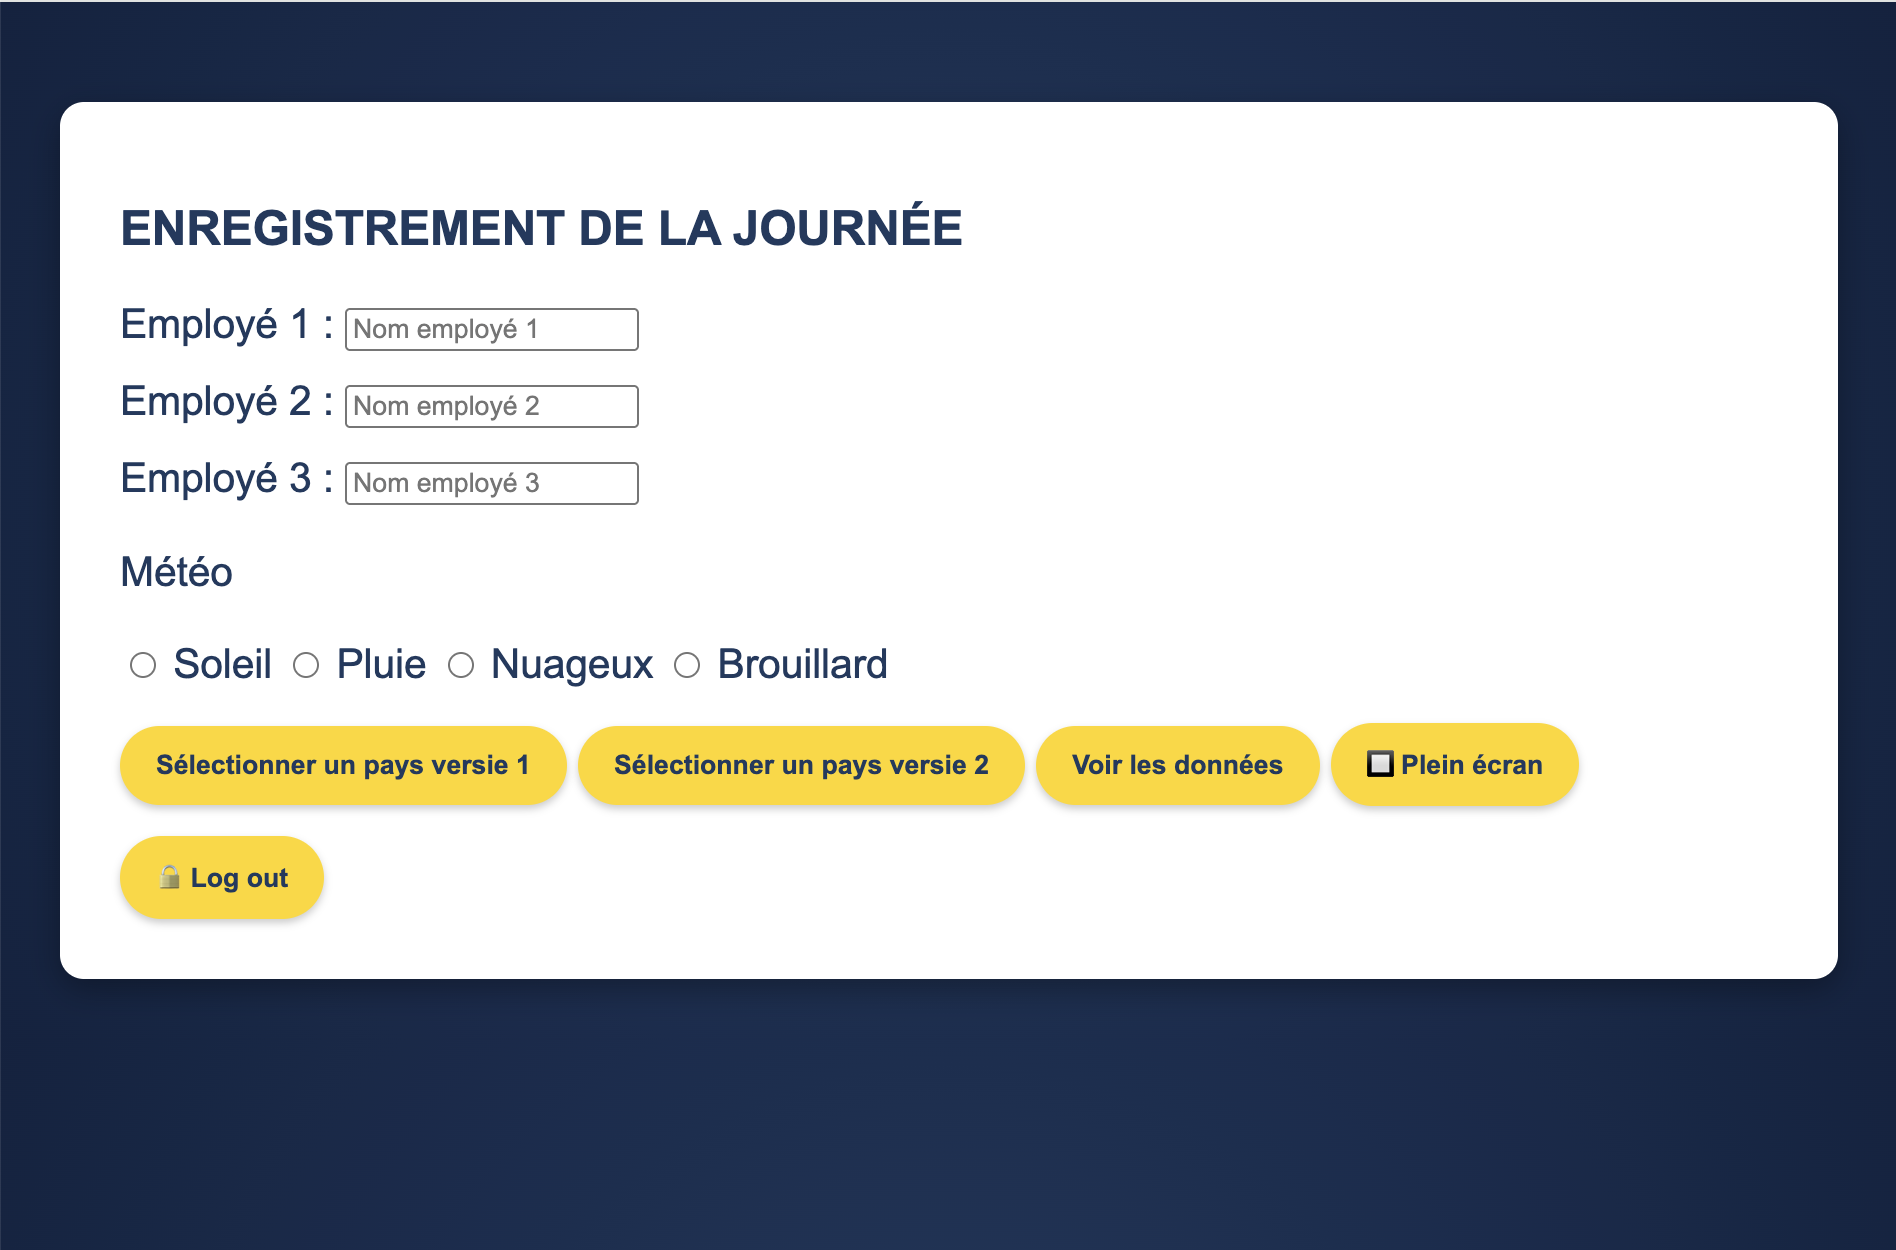 ENREGISTREMENT DE LA JOURNÉE
Employé 1 : Nom employé 1
Employé 2 : Nom employé 2
Employé 3 : Nom employé 3
Météo
Soleil Pluie Nuageux Brouillard
Sélectionner un pays versie 1 Sélectionner un pays versie 2 Voir les données 🔲 Plein écran
🔒 Log out